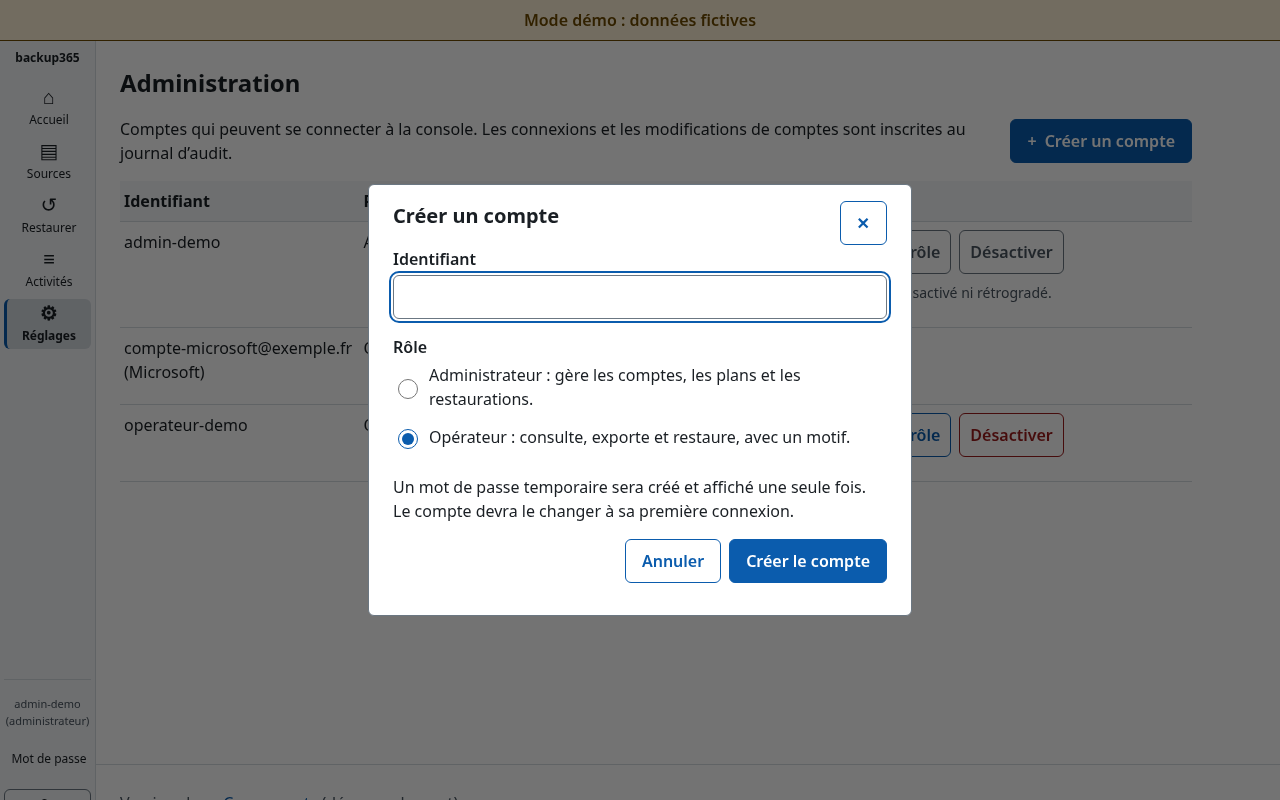 Mode démo : données fictives
backup365
Accueil
Sources
Restaurer
Activités
Réglages
admin-demo
(administrateur)
Mot de passe
Administration
Comptes qui peuvent se connecter à la console. Les connexions et les modifications de comptes sont inscrites au
journal d’audit.
+ Créer un compte
Identifiant
admin-demo
rôle
Désactiver
sactivé ni rétrogradé.
compte-microsoft@exemple.fr
(Microsoft)
operateur-demo
rôle
Désactiver
Créer un compte
×
Identifiant
Rôle
Administrateur : gère les comptes, les plans et les
restaurations.
Opérateur : consulte, exporte et restaure, avec un motif.
Un mot de passe temporaire sera créé et affiché une seule fois.
Le compte devra le changer à sa première connexion.
Annuler
Créer le compte